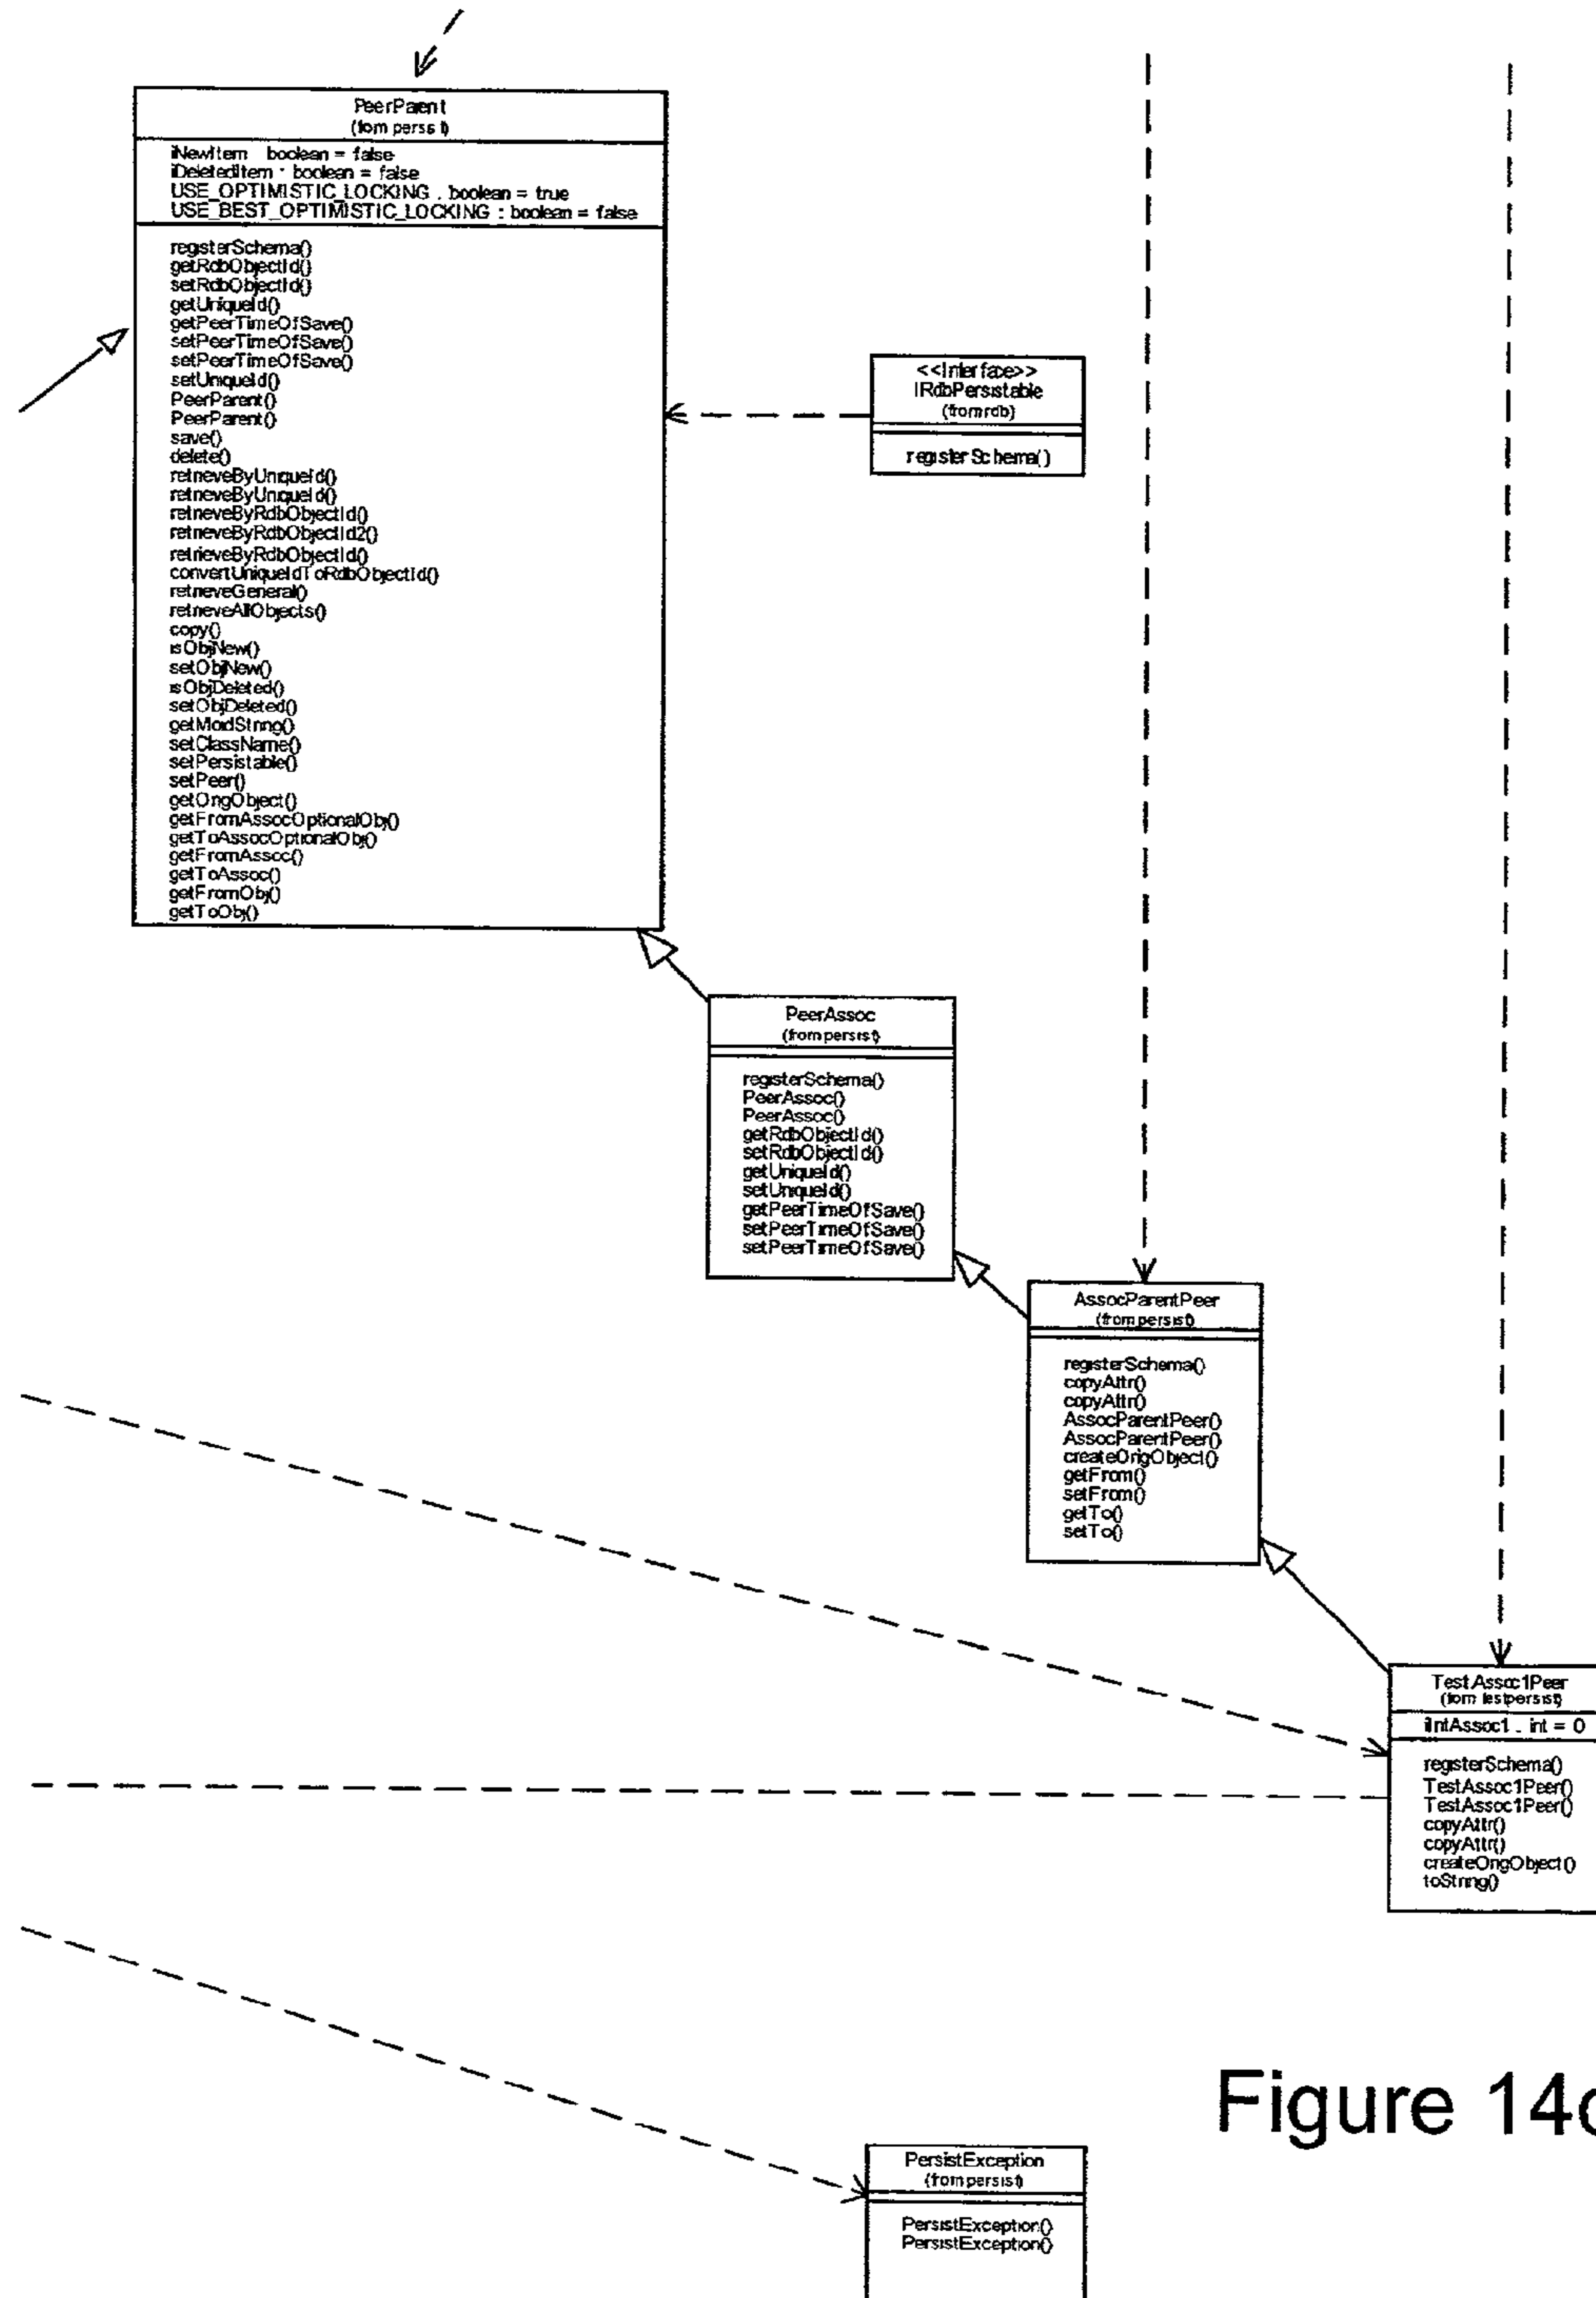 PeerParent
(from persist)
iNewItem boolean = false
iDeletedItem : boolean = false
USE_OPTIMISTIC_LOCKING . boolean = true
USE_BEST_OPTIMISTIC_LOCKING : boolean = false
registerSchema()
getRdbObjectId()
setRdbObjectId()
getUniqueId()
getPeerTimeOfSave()
setPeerTimeOfSave()
setPeerTimeOfSave()
setUniqueId()
PeerParent()
PeerParent()
save()
delete()
retrieveByUniqueId()
retrieveByUniqueId()
retrieveByRdbObjectId()
retrieveByRdbObjectId2()
retrieveByRdbObjectId()
convertUniqueIdToRdbObjectId()
retrieveGeneral()
retrieveAllObjects()
copy()
isObjNew()
setObjNew()
isObjDeleted()
setObjDeleted()
getModString()
setClassName()
setPersistable()
setPeer()
getOrigObject()
getFromAssocOptionalObj()
getToAssocOptionalObj()
getFromAssoc()
getToAssoc()
getFromObj()
getToObj()
<<Interface>>
IRdbPersistable
(from rdb)
registerSchema()
PeerAssoc
(from persist)
registerSchema()
PeerAssoc()
PeerAssoc()
getRdbObjectId()
setRdbObjectId()
getUniqueId()
setUniqueId()
getPeerTimeOfSave()
setPeerTimeOfSave()
setPeerTimeOfSave()
AssocParentPeer
(from persist)
registerSchema()
copyAttr()
copyAttr()
AssocParentPeer()
AssocParentPeer()
createOrigObject()
getFrom()
setFrom()
getTo()
setTo()
TestAssoc1Peer
(from testpersist)
iIntAssoc1 . int = 0
registerSchema()
TestAssoc1Peer()
TestAssoc1Peer()
copyAttr()
copyAttr()
createOrigObject()
toString()
Figure 14
PersistException
(from persist)
PersistException()
PersistException()